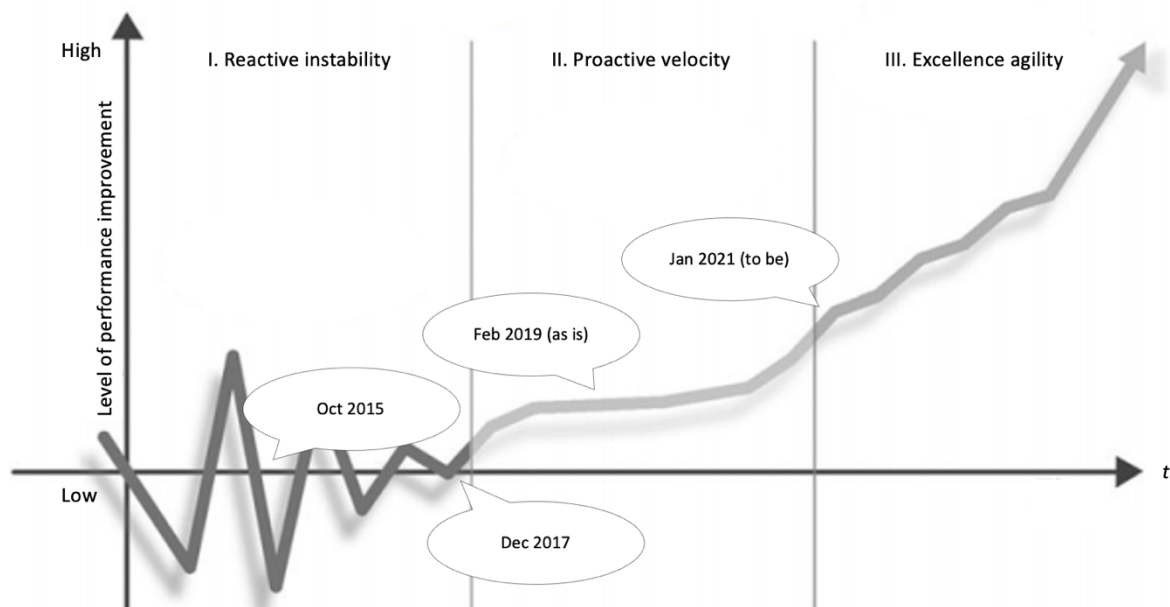 High
I. Reactive instability
II. Proactive velocity
III. Excellence agility
Level of performance improvement
Jan 2021 (to be)
Feb 2019 (as is)
Oct 2015
t
Low
Dec 2017